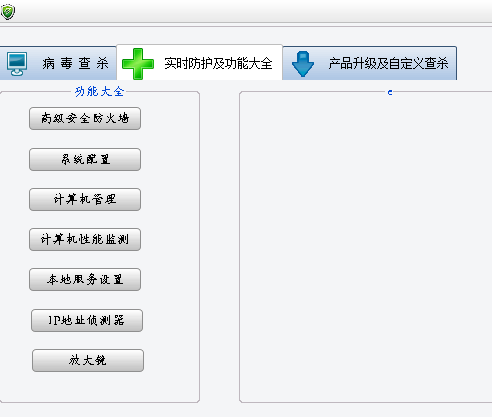 病 毒 查 杀
实时防护及功能大全
产品升级及自定义查杀
功能大全
e
高级安全防火墙
系统配置
计算机管理
计算机性能监测
本地服务设置
IP地址侦测器
放大镜